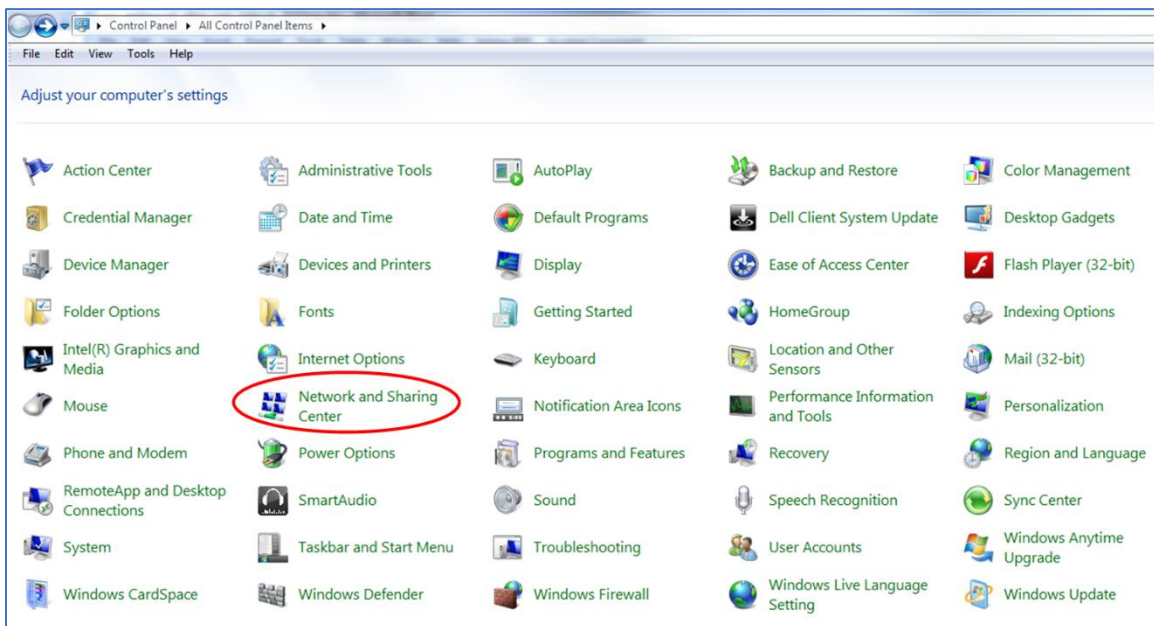 Control Panel ▸ All Control Panel Items ▸
File Edit View Tools Help
Adjust your computer's settings
Action Center
Administrative Tools
AutoPlay
Backup and Restore
Color Management
Credential Manager
Date and Time
Default Programs
Dell Client System Update
Desktop Gadgets
Device Manager
Devices and Printers
Display
Ease of Access Center
Flash Player (32-bit)
Folder Options
Fonts
Getting Started
HomeGroup
Indexing Options
Intel(R) Graphics and
Media
Internet Options
Keyboard
Location and Other
Sensors
Mail (32-bit)
Mouse
Network and Sharing
Center
Notification Area Icons
Performance Information
and Tools
Personalization
Phone and Modem
Power Options
Programs and Features
Recovery
Region and Language
RemoteApp and Desktop
Connections
SmartAudio
Sound
Speech Recognition
Sync Center
System
Taskbar and Start Menu
Troubleshooting
User Accounts
Windows Anytime
Upgrade
Windows CardSpace
Windows Defender
Windows Firewall
Windows Live Language
Setting
Windows Update